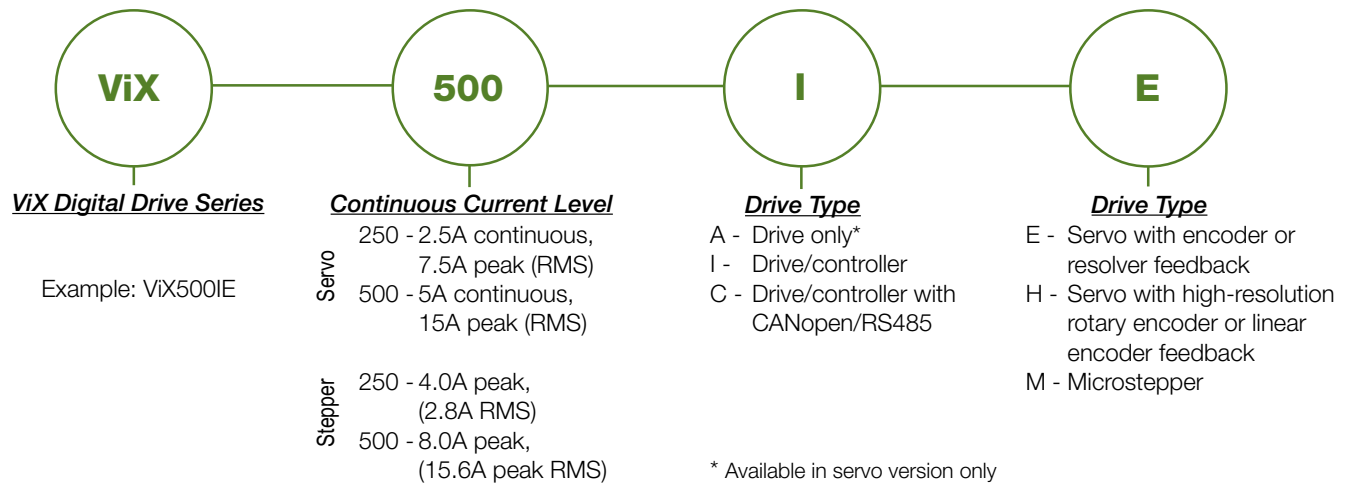 ViX
500
I
E
ViX Digital Drive Series
Example: ViX500IE
Continuous Current Level
Servo
250 - 2.5A continuous,
7.5A peak (RMS)
500 - 5A continuous,
15A peak (RMS)
Stepper
250 - 4.0A peak,
(2.8A RMS)
500 - 8.0A peak,
(15.6A peak RMS)
Drive Type
A - Drive only*
I - Drive/controller
C - Drive/controller with
CANopen/RS485
* Available in servo version only
Drive Type
E - Servo with encoder or
resolver feedback
H - Servo with high-resolution
rotary encoder or linear
encoder feedback
M - Microstepper